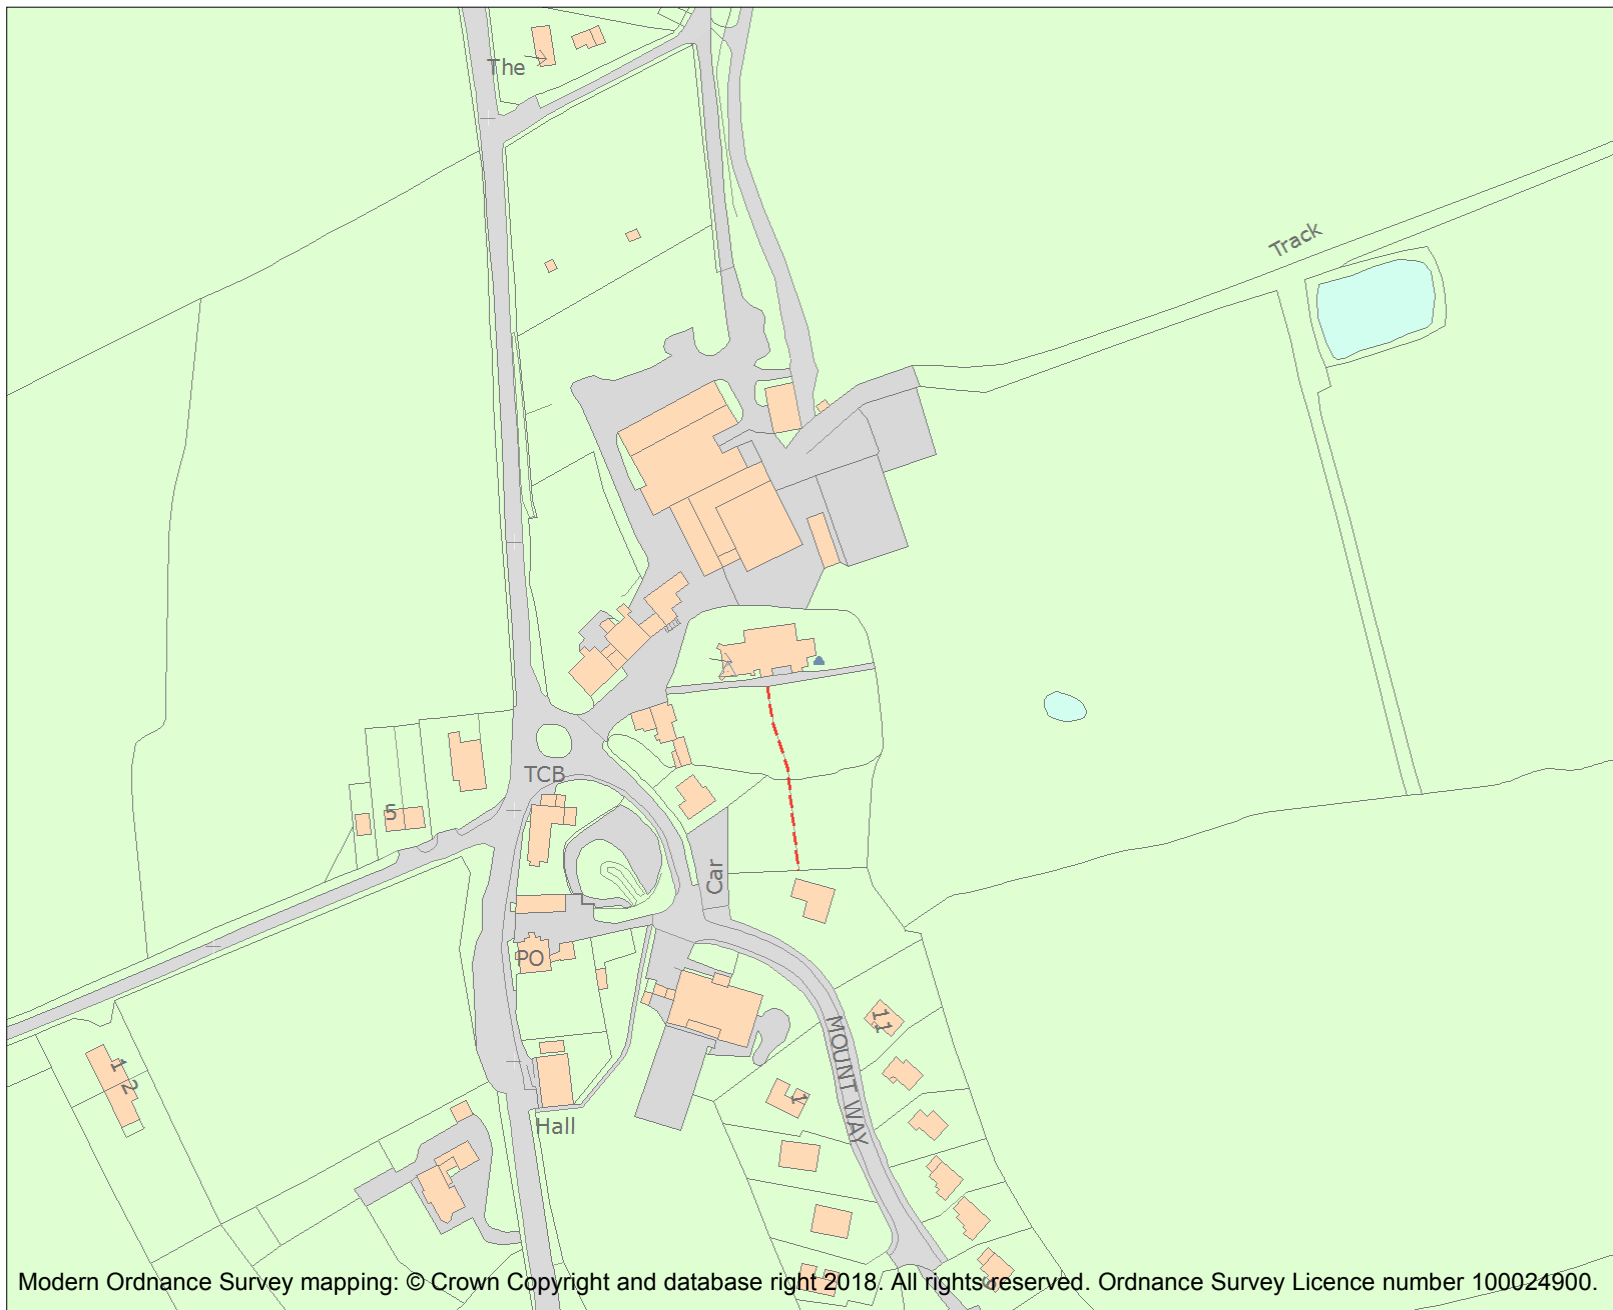 The
Track
TCB
5
Car
PO
11
MOUNT WAY
1
2
1
Hall
Modern Ordnance Survey mapping: © Crown Copyright and database right 2018. All rights reserved. Ordnance Survey Licence number 100024900.